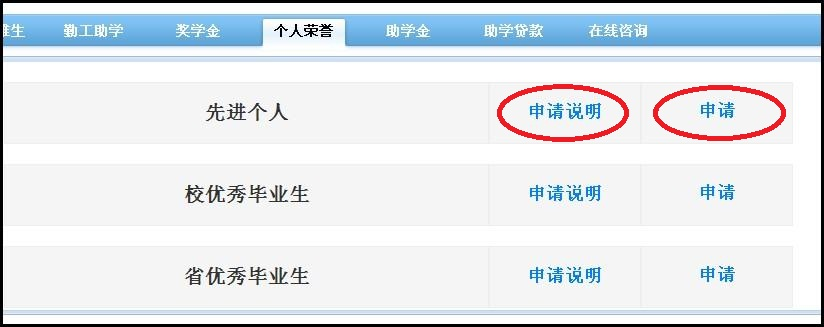 生 勤工助学 奖学金 个人荣誉 助学金 助学贷款 在线咨询
先进个人 申请说明 申请
校优秀毕业生 申请说明 申请
省优秀毕业生 申请说明 申请